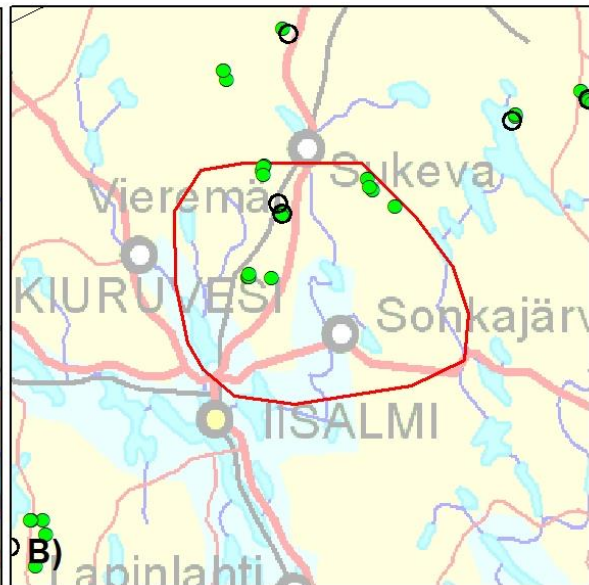 Sukeva
Vieremä
KIURUVESI
Sonkajärv
IISALMI
B)
Lapinlahti